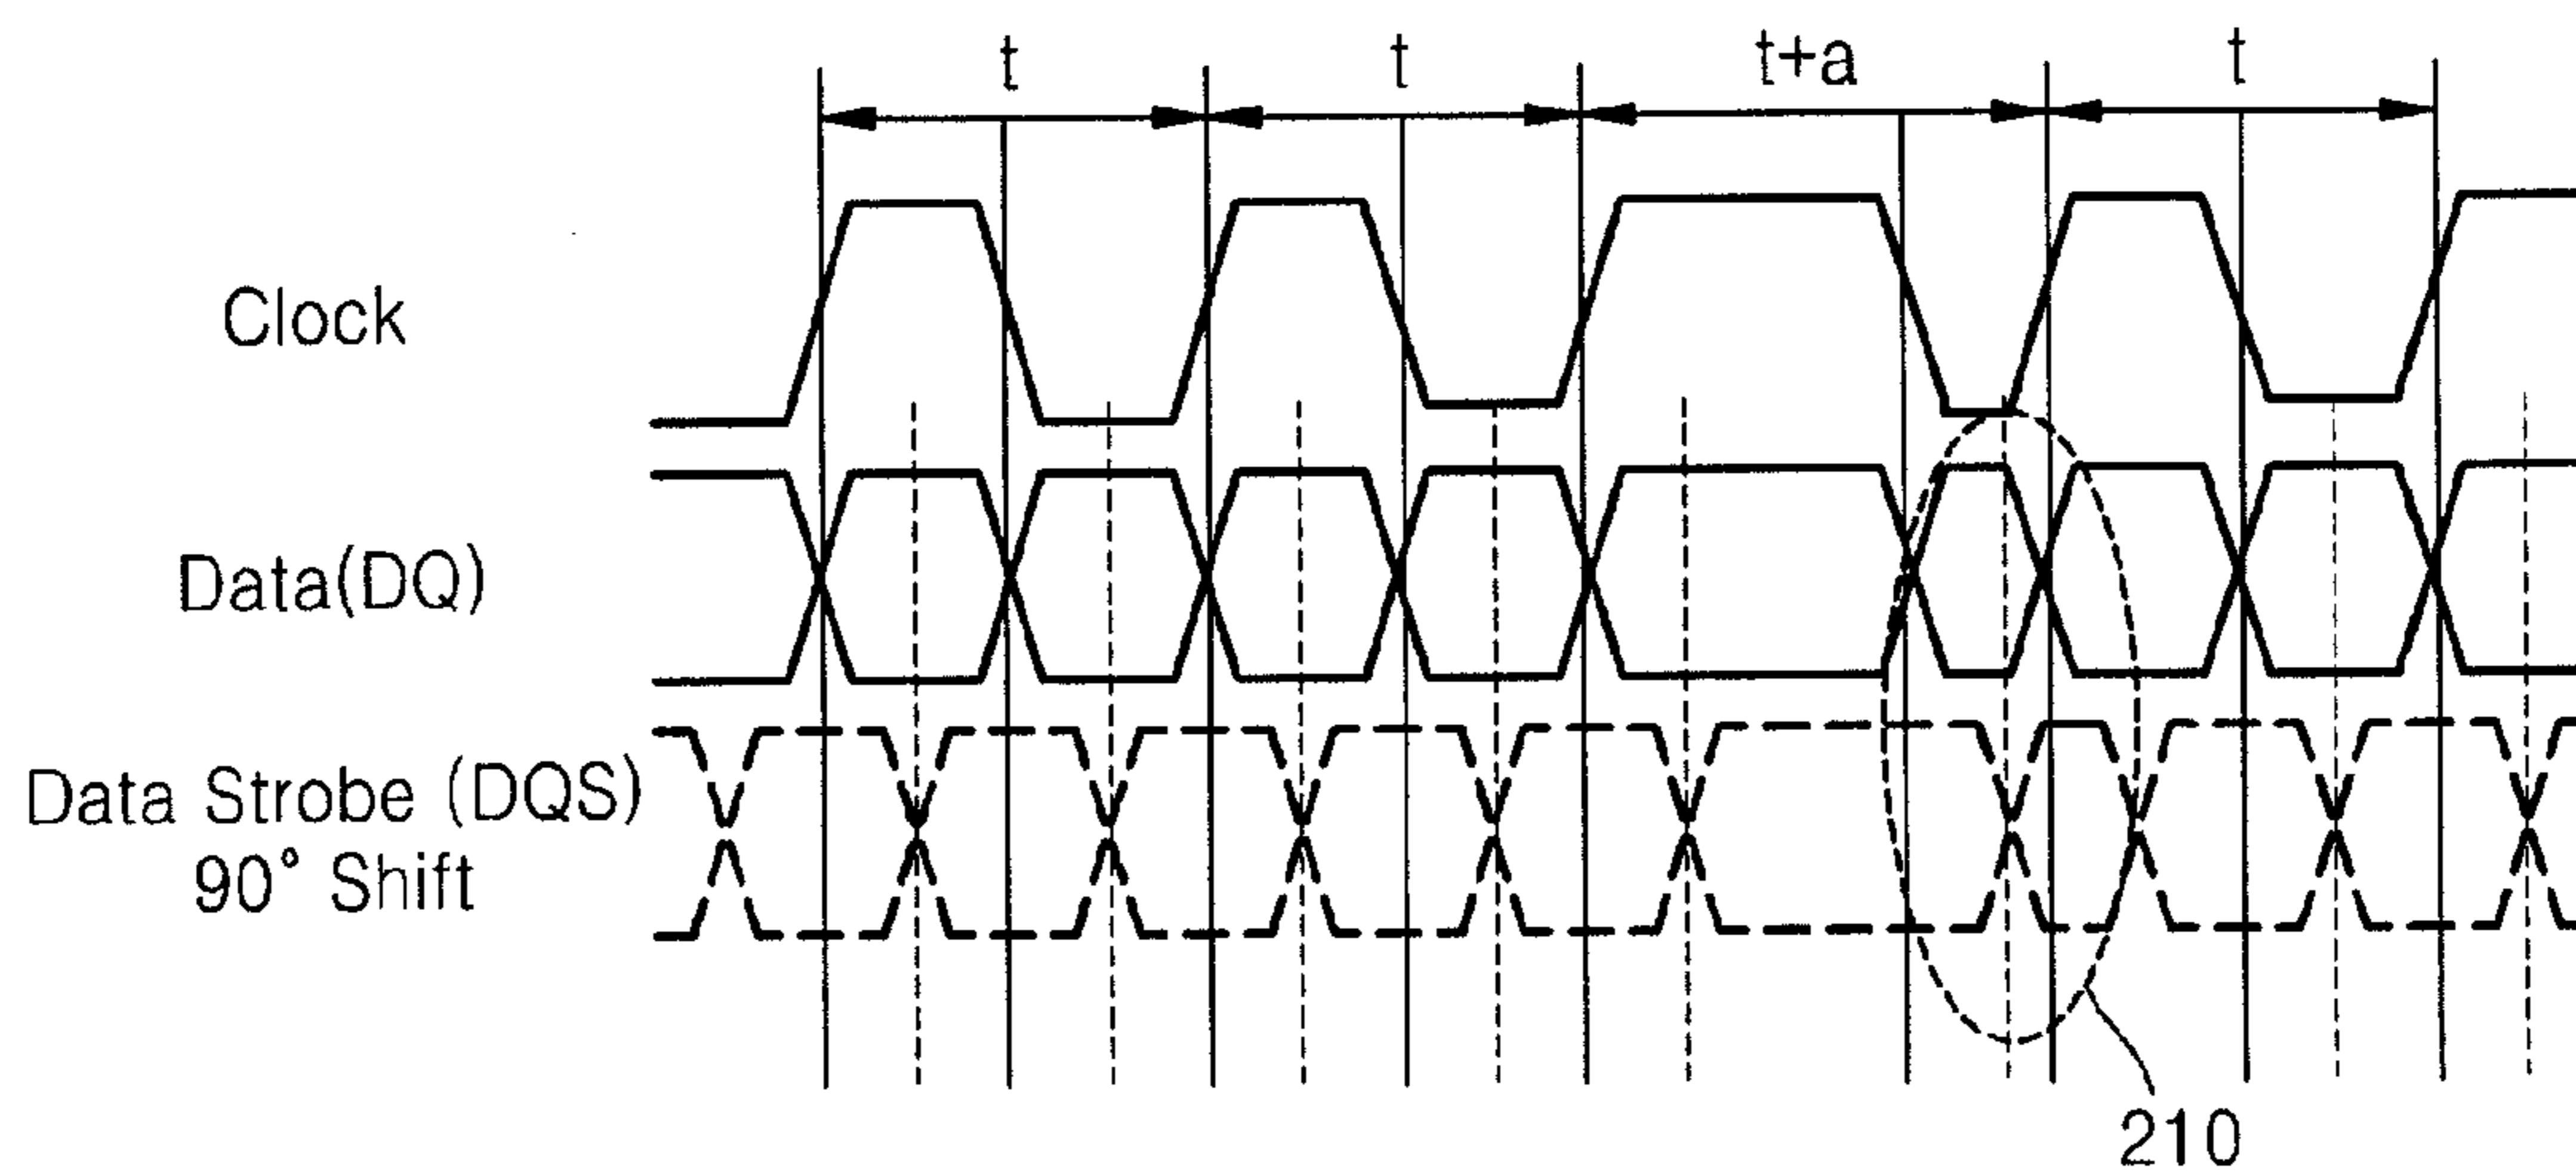 t
t
t+a
t
Clock
Data(DQ)
Data Strobe (DQS)
90° Shift
210